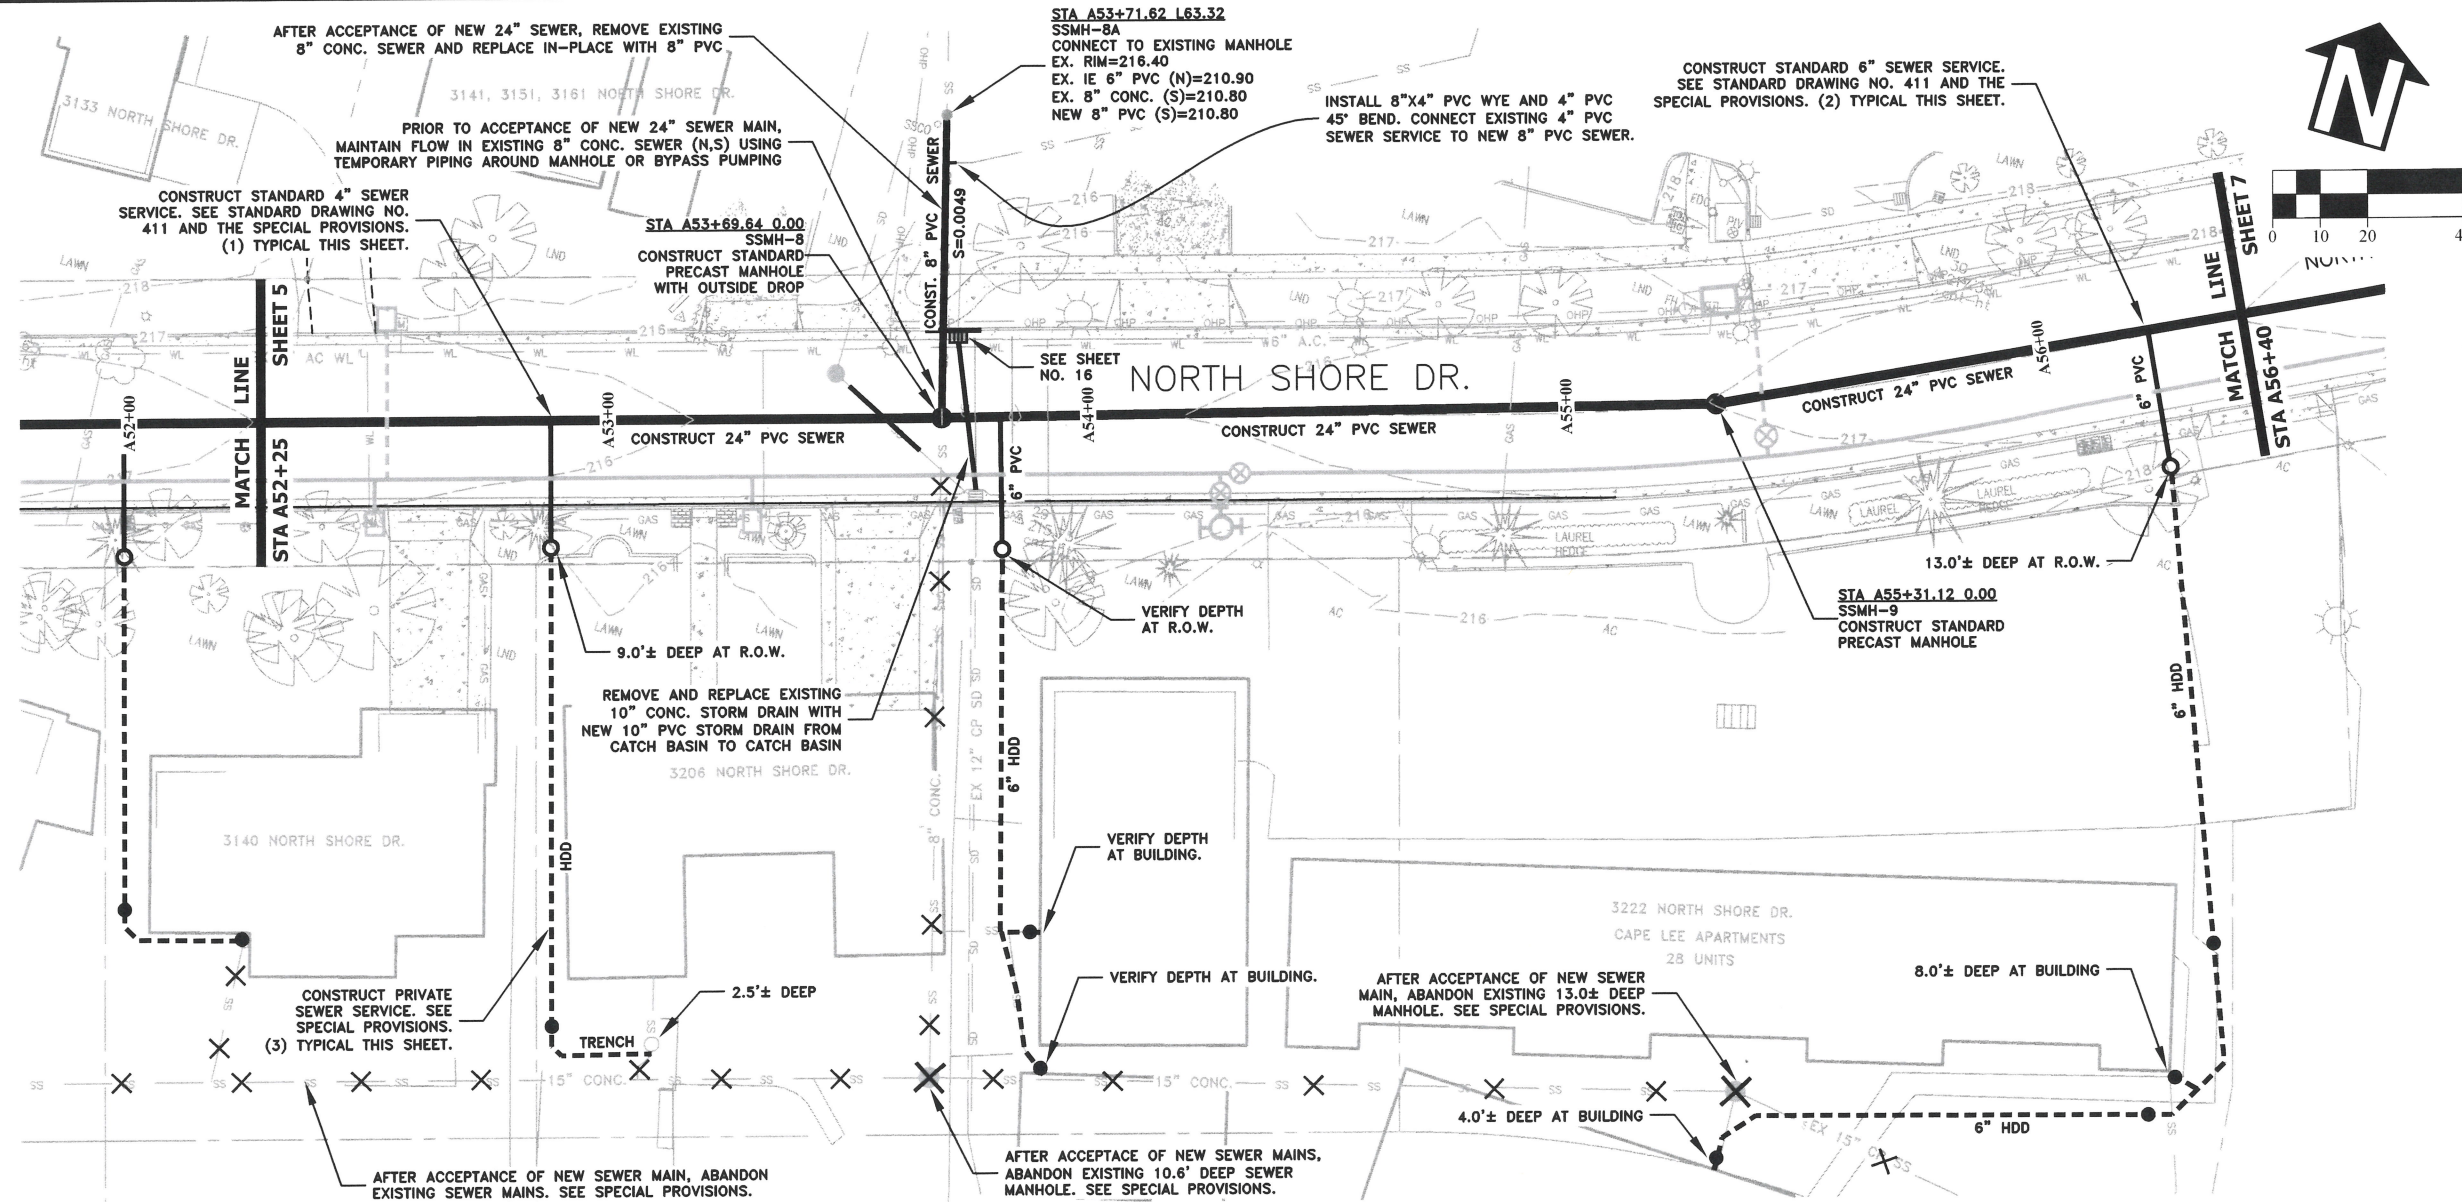 AFTER ACCEPTANCE OF NEW 24" SEWER, REMOVE EXISTING
8" CONC. SEWER AND REPLACE IN-PLACE WITH 8" PVC
STA A53+71.62 L63.32
SSMH-8A
CONNECT TO EXISTING MANHOLE
EX. RIM=216.40
EX. IE 6" PVC (N)=210.90
EX. 8" CONC. (S)=210.80
NEW 8" PVC (S)=210.80
CONSTRUCT STANDARD 6" SEWER SERVICE.
SEE STANDARD DRAWING NO. 411 AND THE
SPECIAL PROVISIONS. (2) TYPICAL THIS SHEET.
INSTALL 8"X4" PVC WYE AND 4" PVC
45° BEND. CONNECT EXISTING 4" PVC
SEWER SERVICE TO NEW 8" PVC SEWER.
N
0 10 20
3133 NORTH SHORE DR.
3141, 3151, 3161 NORTH SHORE DR.
PRIOR TO ACCEPTANCE OF NEW 24" SEWER MAIN,
MAINTAIN FLOW IN EXISTING 8" CONC. SEWER (N,S) USING
TEMPORARY PIPING AROUND MANHOLE OR BYPASS PUMPING
CONSTRUCT STANDARD 4" SEWER
SERVICE. SEE STANDARD DRAWING NO.
411 AND THE SPECIAL PROVISIONS.
(1) TYPICAL THIS SHEET.
STA A53+69.64 0.00
SSMH-8
CONSTRUCT STANDARD
PRECAST MANHOLE
WITH OUTSIDE DROP
CONST. 8" PVC SEWER
S=0.0049
SSCO
SEE SHEET
NO. 16
NORTH SHORE DR.
MATCH LINE
SHEET 5
STA A52+25
MATCH LINE
SHEET 7
STA A56+40
A52+00
A53+00
A54+00
A55+00
A56+00
CONSTRUCT 24" PVC SEWER
CONSTRUCT 24" PVC SEWER
CONSTRUCT 24" PVC SEWER
6" PVC
6" PVC
AC WL
6" A.C.
LAUREL
HEDGE
LAUREL
HEDGE
LAUREL
9.0'± DEEP AT R.O.W.
VERIFY DEPTH
AT R.O.W.
13.0'± DEEP AT R.O.W.
STA A55+31.12 0.00
SSMH-9
CONSTRUCT STANDARD
PRECAST MANHOLE
REMOVE AND REPLACE EXISTING
10" CONC. STORM DRAIN WITH
NEW 10" PVC STORM DRAIN FROM
CATCH BASIN TO CATCH BASIN
3206 NORTH SHORE DR.
3140 NORTH SHORE DR.
HDD
8" CONC.
EX 12" CP SD SD
6" HDD
6" HDD
VERIFY DEPTH
AT BUILDING.
VERIFY DEPTH AT BUILDING.
3222 NORTH SHORE DR.
CAPE LEE APARTMENTS
28 UNITS
AFTER ACCEPTANCE OF NEW SEWER
MAIN, ABANDON EXISTING 13.0± DEEP
MANHOLE. SEE SPECIAL PROVISIONS.
8.0'± DEEP AT BUILDING
CONSTRUCT PRIVATE
SEWER SERVICE. SEE
SPECIAL PROVISIONS.
(3) TYPICAL THIS SHEET.
2.5'± DEEP
TRENCH
15" CONC.
15" CONC.
4.0'± DEEP AT BUILDING
6" HDD
EX 15" CP SS
AFTER ACCEPTANCE OF NEW SEWER MAIN, ABANDON
EXISTING SEWER MAINS. SEE SPECIAL PROVISIONS.
AFTER ACCEPTACE OF NEW SEWER MAINS,
ABANDON EXISTING 10.6' DEEP SEWER
MANHOLE. SEE SPECIAL PROVISIONS.